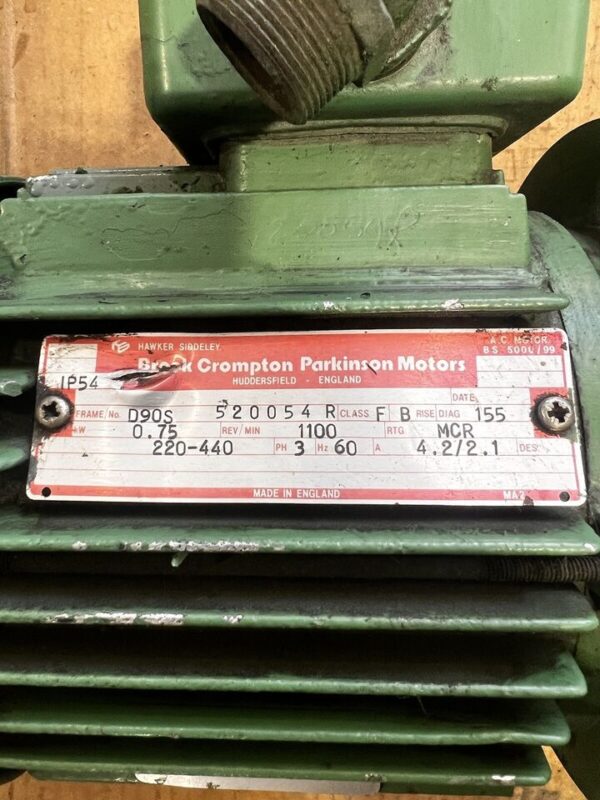 HAWKER SIDDELEY
A.C. MOTOR
Brook Crompton Parkinson Motors
BS 5000/99
HUDDERSFIELD - ENGLAND
IP54
DATE
FRAME No. D90S 520054 R CLASS F B RISE DIAG 155
kW 0.75 REV/MIN 1100 RTG MCR
220-440 PH 3 Hz 60 A 4.2/2.1 DES.
MADE IN ENGLAND